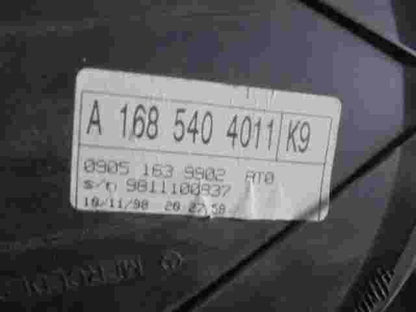 A 168 540 4011 K9
0905 163 9902 AT0
s/n 9811100837
10/11/98 20:27:59